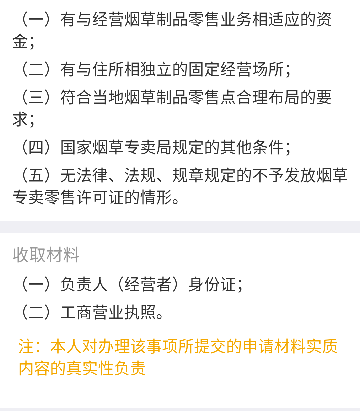 （一）有与经营烟草制品零售业务相适应的资
金；
（二）有与住所相独立的固定经营场所；
（三）符合当地烟草制品零售点合理布局的要
求；
（四）国家烟草专卖局规定的其他条件；
（五）无法律、法规、规章规定的不予发放烟草
专卖零售许可证的情形。
收取材料
（一）负责人（经营者）身份证；
（二）工商营业执照。
注：本人对办理该事项所提交的申请材料实质
内容的真实性负责